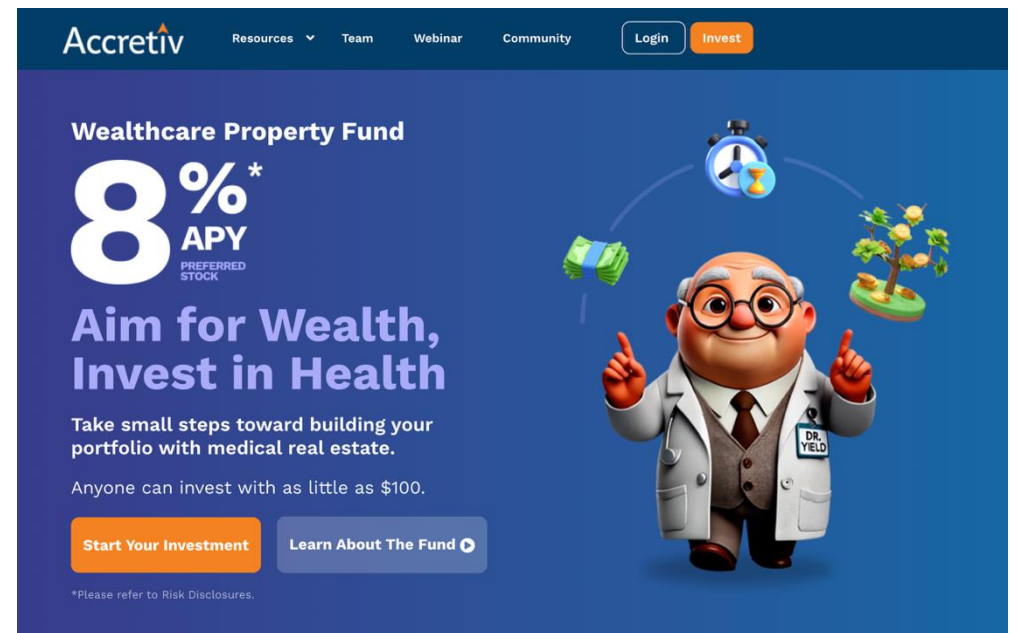 Accretiv
Resources
Team
Webinar
Community
Login
Invest
Wealthcare Property Fund
8%*
APY
PREFERRED
STOCK
Aim for Wealth,
Invest in Health
Take small steps toward building your
portfolio with medical real estate.
Anyone can invest with as little as $100.
Start Your Investment
Learn About The Fund
*Please refer to Risk Disclosures.
DR.
YIELD